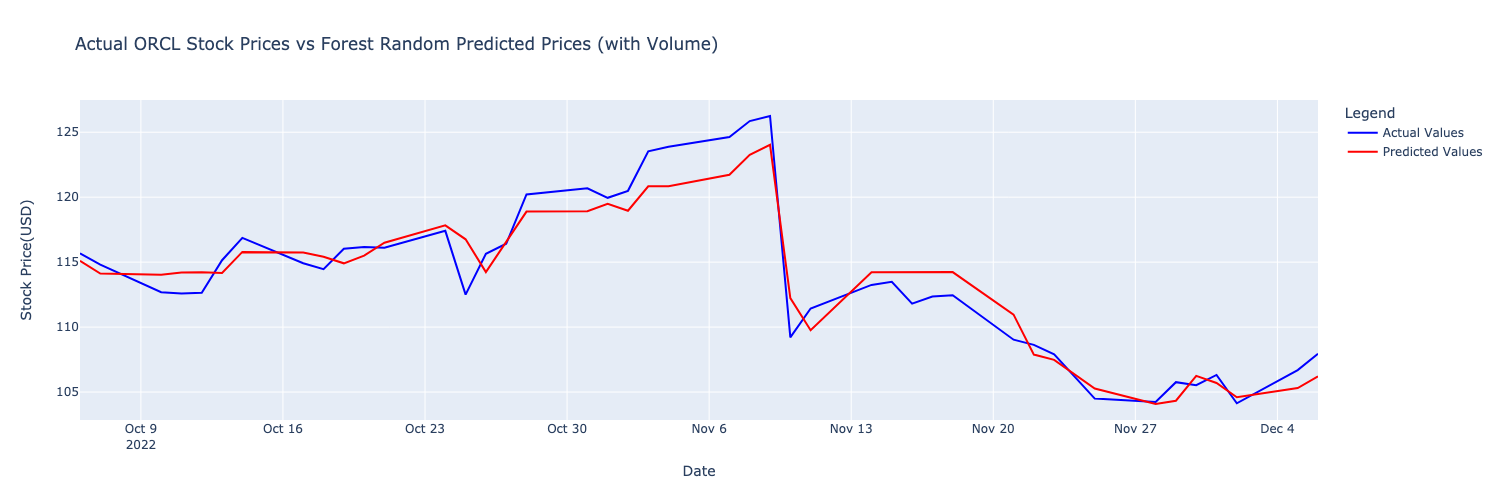 Actual ORCL Stock Prices vs Forest Random Predicted Prices (with Volume)
Legend
Actual Values
Predicted Values
Stock Price(USD)
125
120
115
110
105
Oct 9
2022
Oct 16
Oct 23
Oct 30
Nov 6
Nov 13
Nov 20
Nov 27
Dec 4
Date